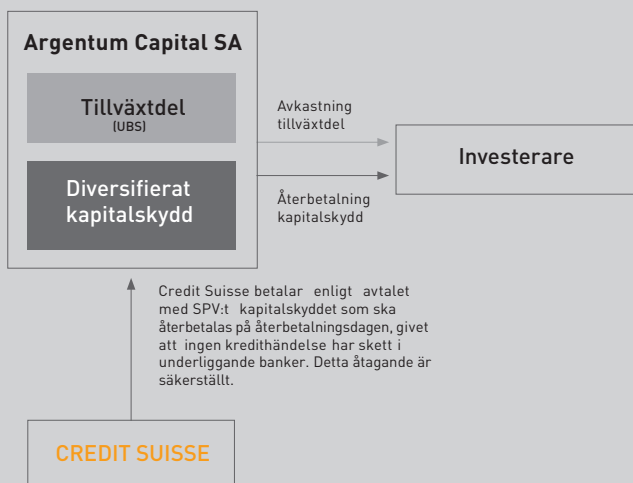 Argentum Capital SA
Tillväxtdel
(UBS)
Avkastning
tillväxtdel
Investerare
Diversifierat
kapitalskydd
Återbetalning
kapitalskydd
Credit Suisse betalar enligt avtalet
med SPV:t kapitalskyddet som ska
återbetalas på återbetalningsdagen, givet
att ingen kredithändelse har skett i
underliggande banker. Detta åtagande är
säkerställt.
CREDIT SUISSE